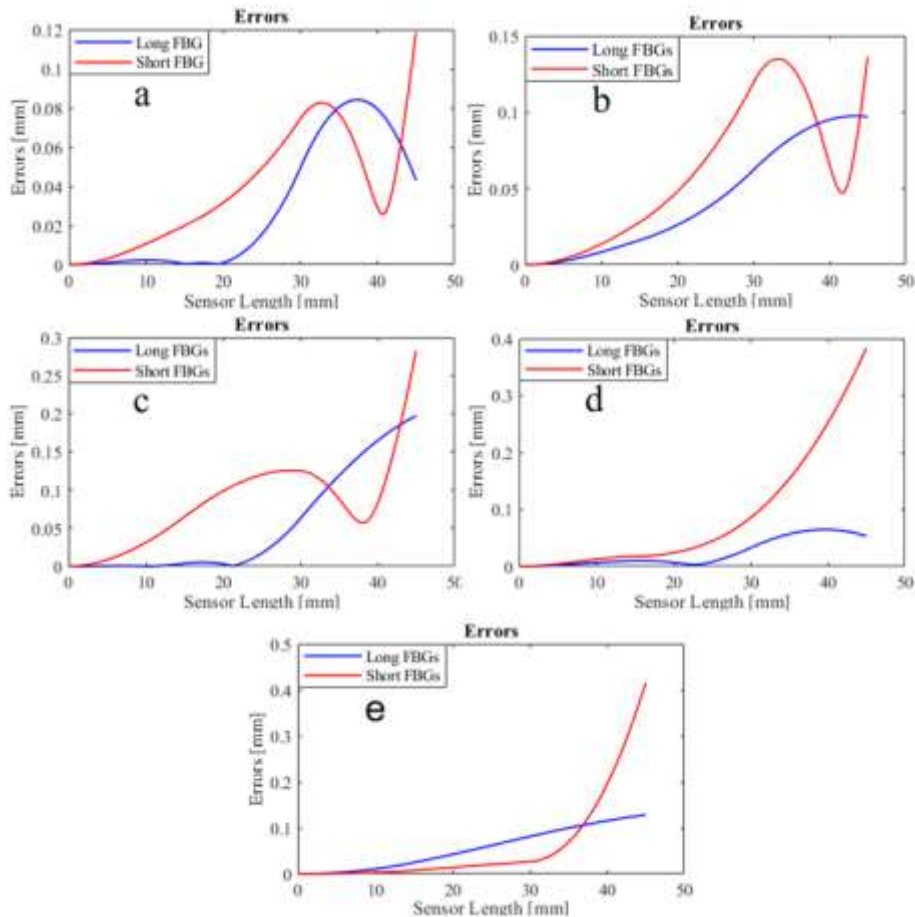 Errors
Long FBG
Short FBG
a
Errors [mm]
0.12
0.1
0.08
0.06
0.04
0.02
0
0 10 20 30 40 50
Sensor Length [mm]
Errors
Long FBGs
Short FBGs
b
Errors [mm]
0.15
0.1
0.05
0
0 10 20 30 40 50
Sensor Length [mm]
Errors
Long FBGs
Short FBGs
c
Errors [mm]
0.3
0.25
0.2
0.15
0.1
0.05
0
0 10 20 30 40 50
Sensor Length [mm]
Errors
Long FBGs
Short FBGs
d
Errors [mm]
0.4
0.3
0.2
0.1
0
0 10 20 30 40 50
Sensor Length [mm]
Errors
Long FBGs
Short FBGs
e
Errors [mm]
0.5
0.4
0.3
0.2
0.1
0
0 10 20 30 40 50
Sensor Length [mm]